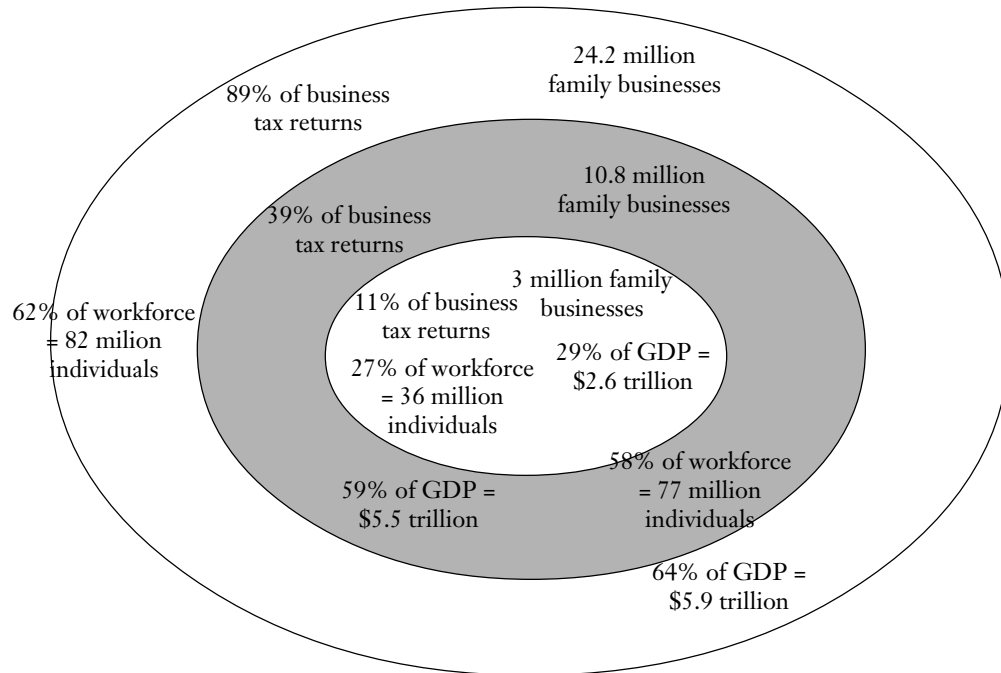 24.2 million
family businesses
89% of business
tax returns
10.8 million
family businesses
39% of business
tax returns
3 million family
businesses
11% of business
tax returns
62% of workforce
= 82 milion
individuals
29% of GDP =
$2.6 trillion
27% of workforce
= 36 million
individuals
58% of workforce
= 77 million
individuals
59% of GDP =
$5.5 trillion
64% of GDP =
$5.9 trillion